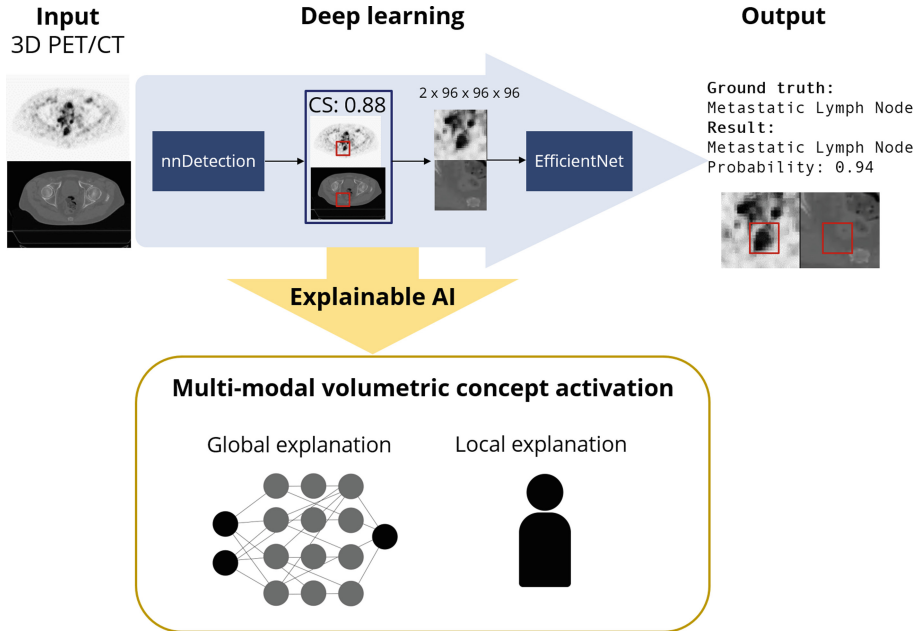 Input
3D PET/CT
Deep learning
Output
nnDetection
CS: 0.88
2 x 96 x 96 x 96
EfficientNet
Ground truth:
Metastatic Lymph Node
Result:
Metastatic Lymph Node
Probability: 0.94
Explainable AI
Multi-modal volumetric concept activation
Global explanation
Local explanation